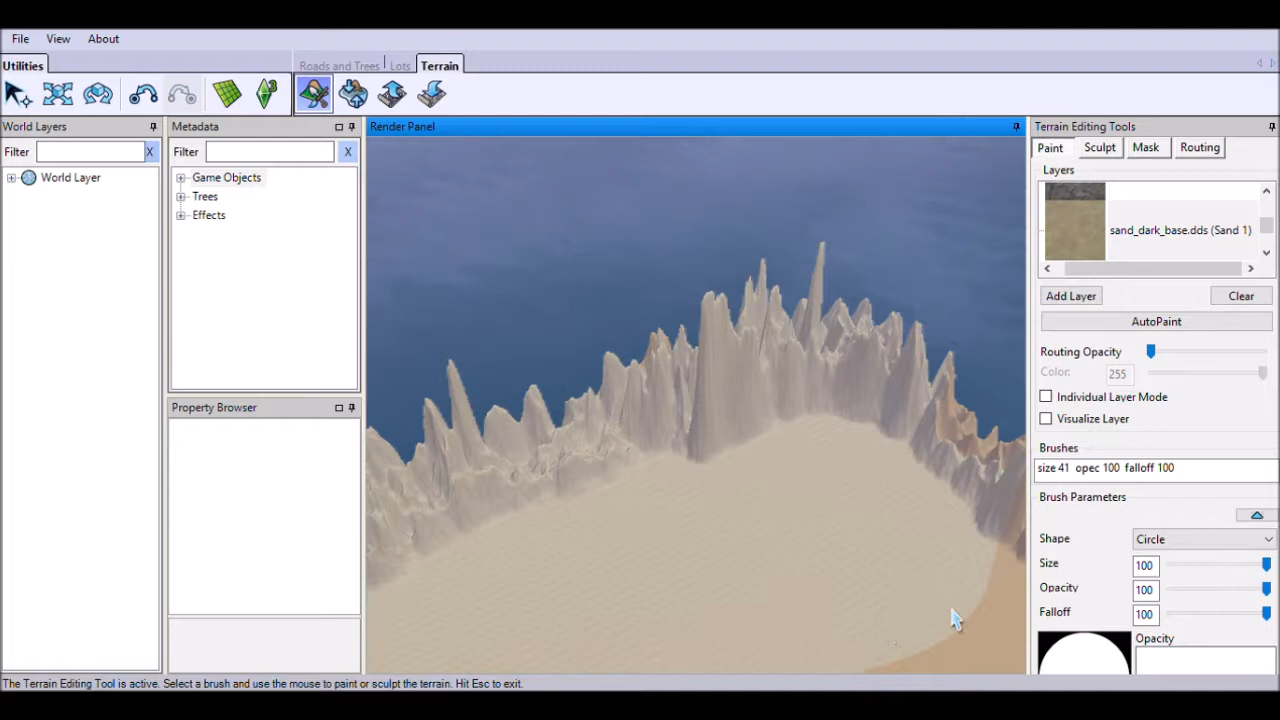 File View About
Utilities Roads and Trees Lots Terrain
World Layers
Filter X
World Layer
Metadata
Filter X
Game Objects
Trees
Effects
Property Browser
Render Panel
Terrain Editing Tools
Paint Sculpt Mask Routing
Layers
sand_dark_base.dds (Sand 1)
Add Layer Clear
AutoPaint
Routing Opacity
Color: 255
Individual Layer Mode
Visualize Layer
Brushes
size 41 opec 100 falloff 100
Brush Parameters
Shape Circle
Size 100
Opacity 100
Falloff 100
Opacity
The Terrain Editing Tool is active. Select a brush and use the mouse to paint or sculpt the terrain. Hit Esc to exit.